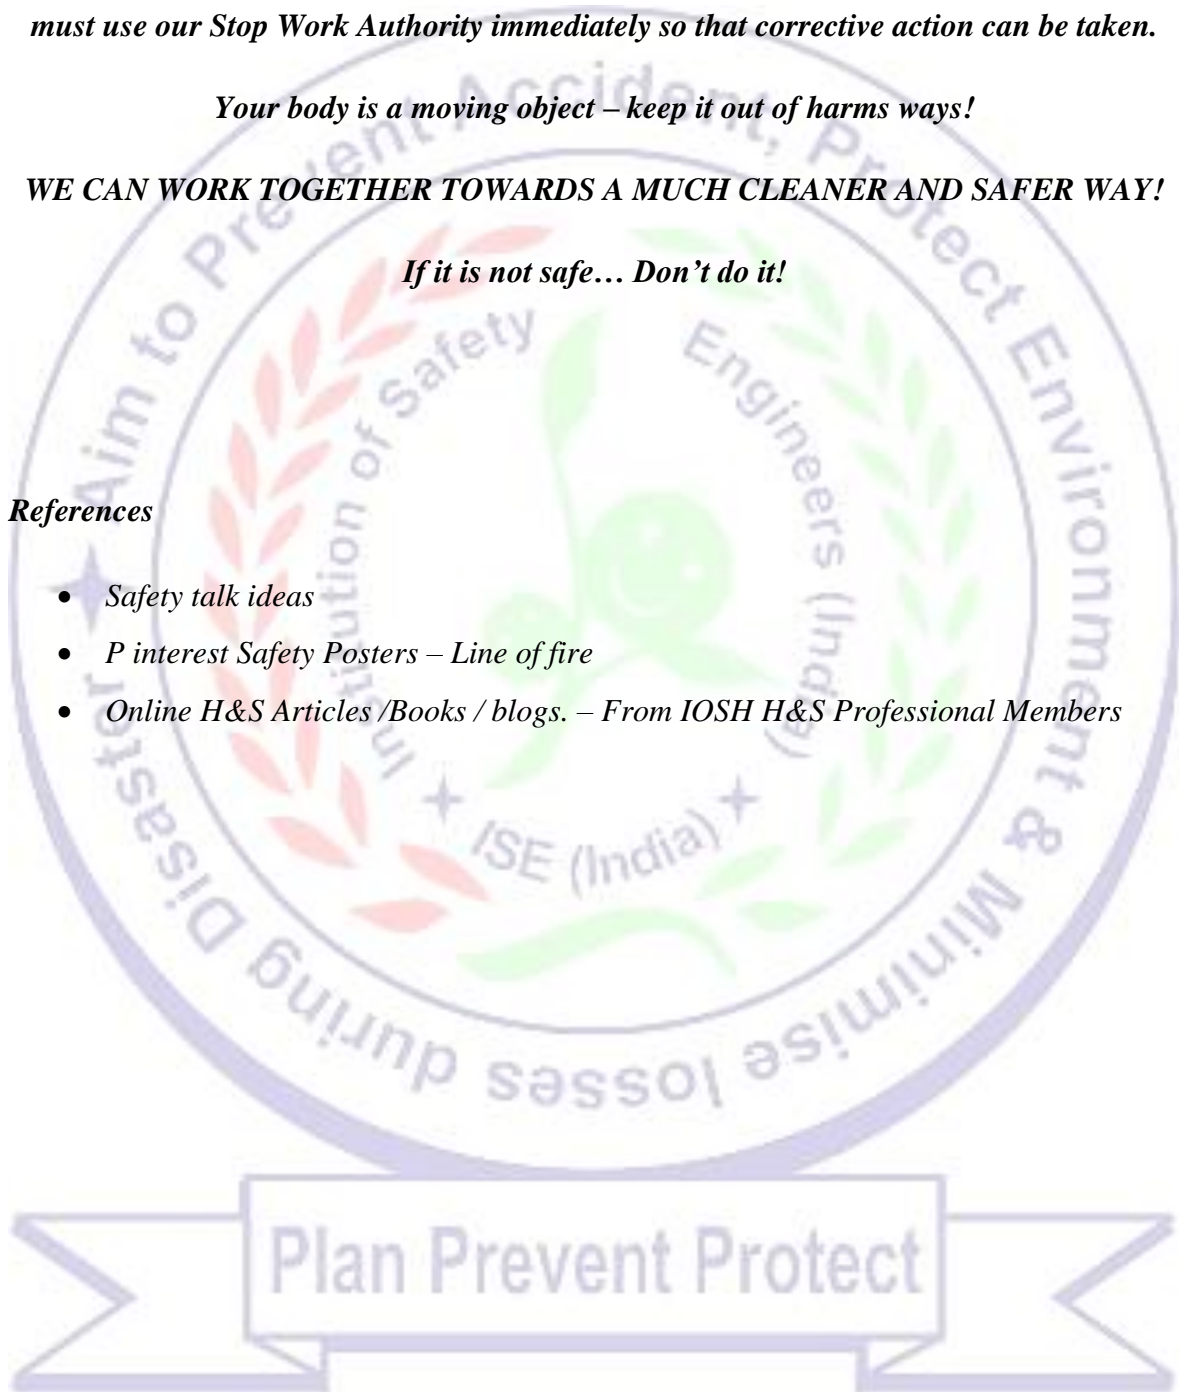 must use our Stop Work Authority immediately so that corrective action can be taken.
Your body is a moving object – keep it out of harms ways!
WE CAN WORK TOGETHER TOWARDS A MUCH CLEANER AND SAFER WAY!
If it is not safe… Don’t do it!
References
• Safety talk ideas
• P interest Safety Posters – Line of fire
• Online H&S Articles /Books / blogs. – From IOSH H&S Professional Members
Aim to Prevent Accident, Protect Environment & Minimise losses during Disaster
Institution of Safety Engineers (India)
ISE (India)
Plan Prevent Protect